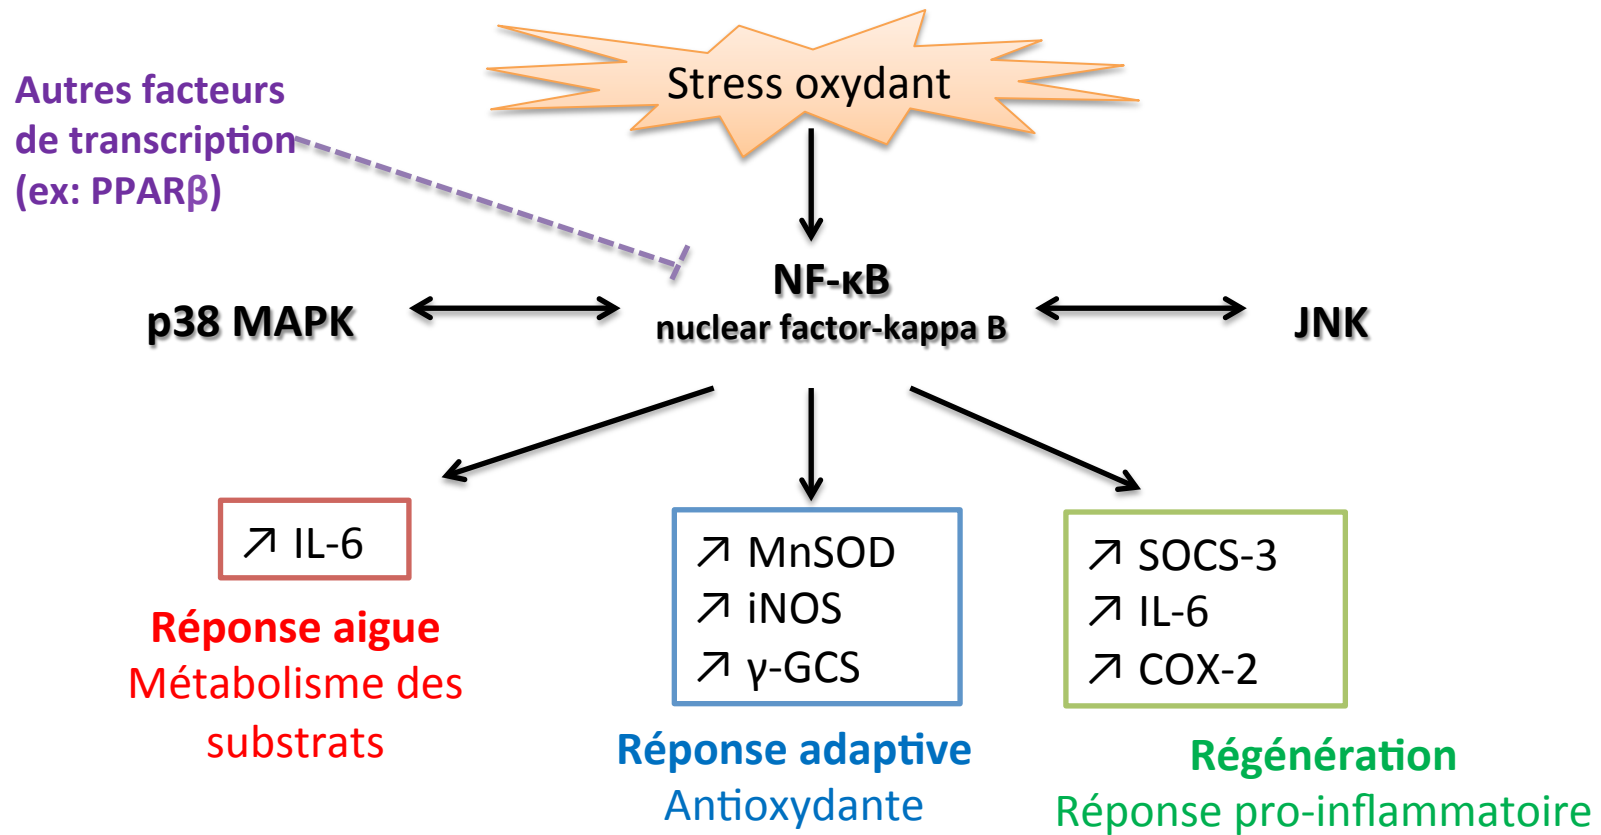 Stress oxydant
Autres facteurs
de transcription
(ex: PPARβ)
NF-κB
nuclear factor-kappa B
p38 MAPK
JNK
↗ IL-6
Réponse aigue
Métabolisme des
substrats
↗ MnSOD
↗ iNOS
↗ γ-GCS
Réponse adaptive
Antioxydante
↗ SOCS-3
↗ IL-6
↗ COX-2
Régénération
Réponse pro-inflammatoire